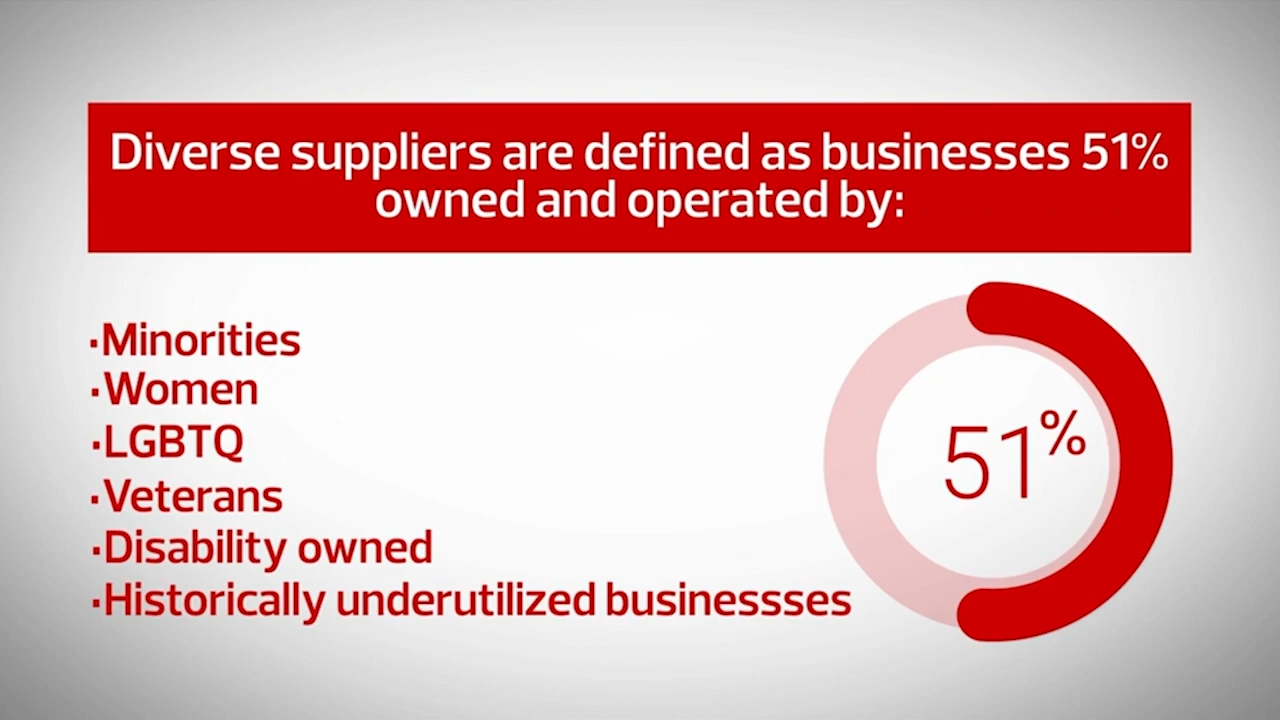 Diverse suppliers are defined as businesses 51%
owned and operated by:
·Minorities
·Women
·LGBTQ
·Veterans
·Disability owned
·Historically underutilized businessses
51%